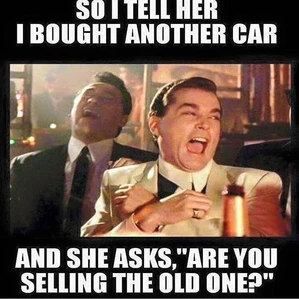 SO I TELL HER
I BOUGHT ANOTHER CAR
AND SHE ASKS,"ARE YOU
SELLING THE OLD ONE?"